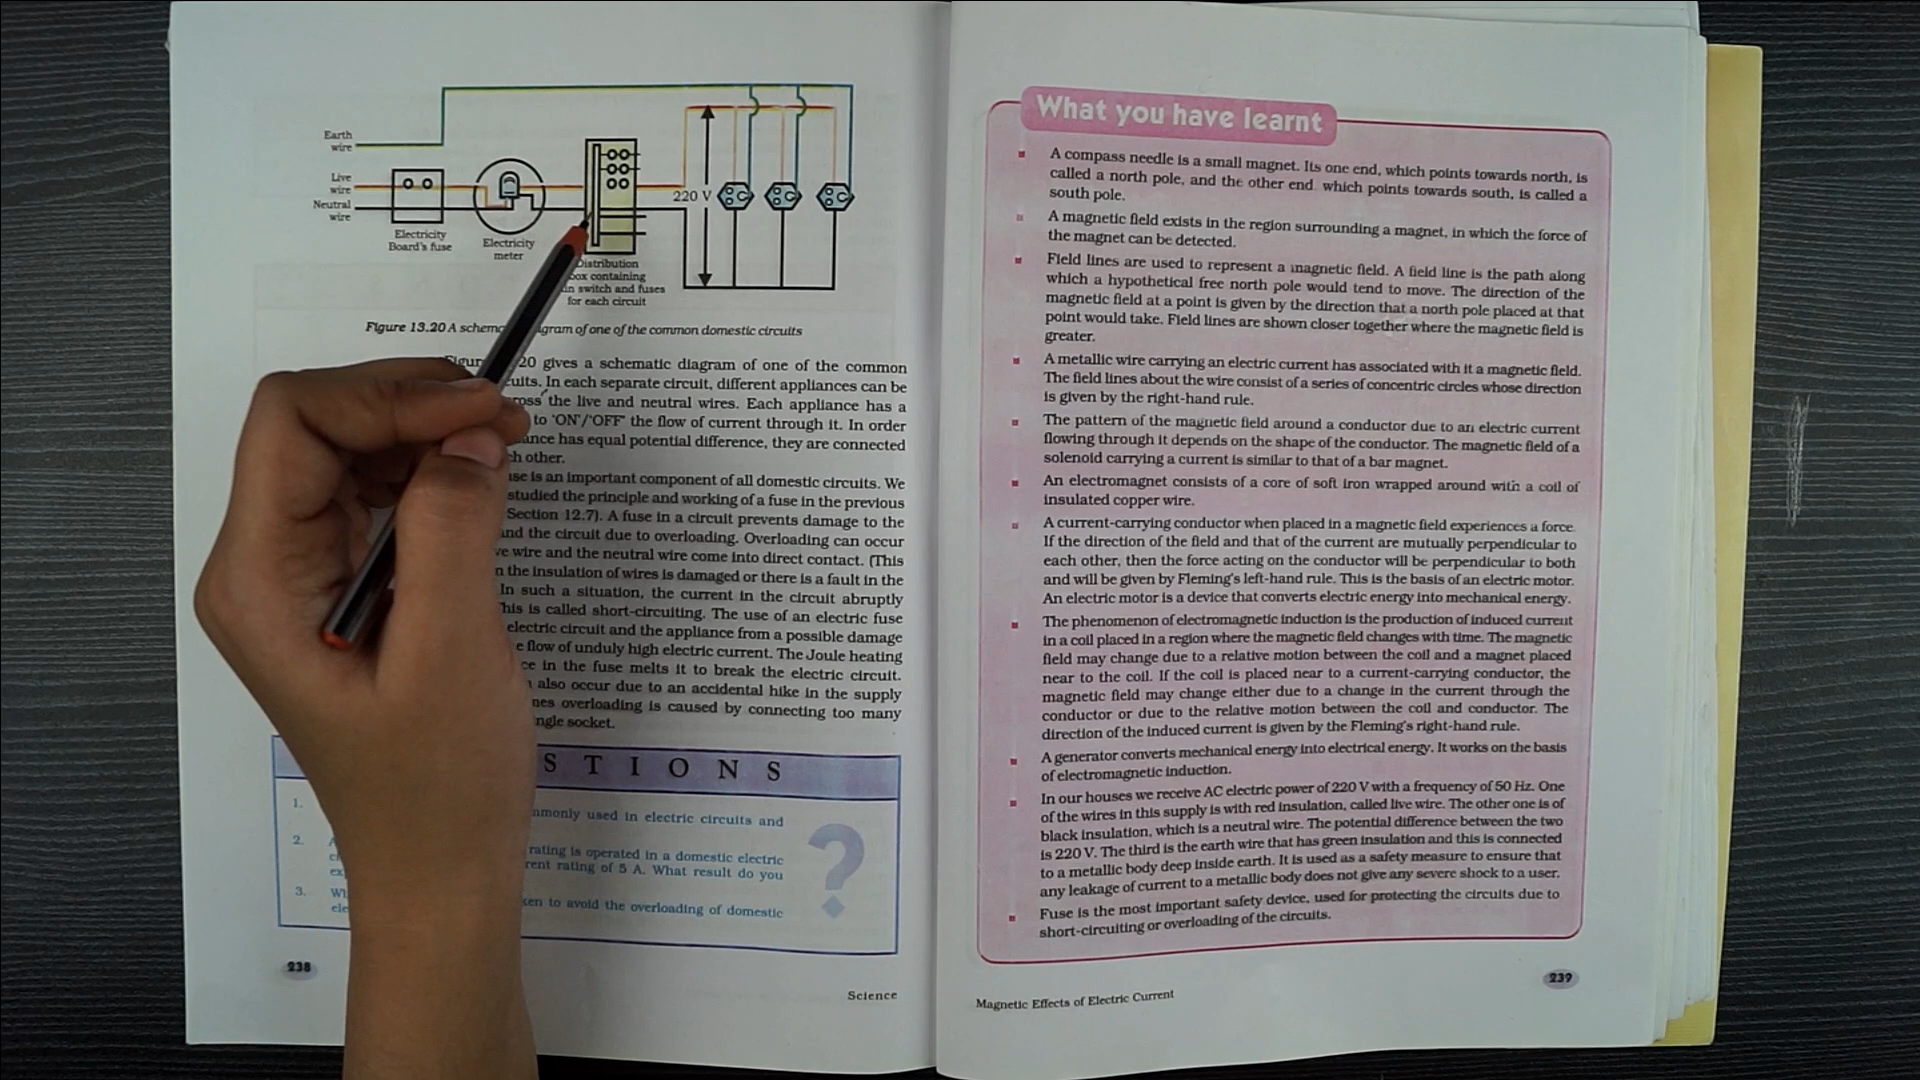 Earth
wire
Live
wire
Neutral
wire
220 V
Electricity
Board's fuse
Electricity
meter
Distribution
box containing
switch and fuses
for each circuit
Figure 13.20 A schem gram of one of the common domestic circuits
20 gives a schematic diagram of one of the common
In each separate circuit, different appliances can be
the live and neutral wires. Each appliance has a
to 'ON'/'OFF' the flow of current through it. In order
has equal potential difference, they are connected
other.
is an important component of all domestic circuits. We
studied the principle and working of a fuse in the previous
Section 12.7). A fuse in a circuit prevents damage to the
and the circuit due to overloading. Overloading can occur
wire and the neutral wire come into direct contact. (This
the insulation of wires is damaged or there is a fault in the
In such a situation, the current in the circuit abruptly
This is called short-circuiting. The use of an electric fuse
electric circuit and the appliance from a possible damage
flow of unduly high electric current. The Joule heating
in the fuse melts it to break the electric circuit.
also occur due to an accidental hike in the supply
overloading is caused by connecting too many
socket.
S T I O N S
1.
used in electric circuits and
2.
rating is operated in a domestic electric
rating of 5 A. What result do you
3.
to avoid the overloading of domestic
?
238
Science
What you have learnt
A compass needle is a small magnet. Its one end, which points towards north, is
called a north pole, and the other end which points towards south, is called a
south pole.
A magnetic field exists in the region surrounding a magnet, in which the force of
the magnet can be detected.
Field lines are used to represent a magnetic field. A field line is the path along
which a hypothetical free north pole would tend to move. The direction of the
magnetic field at a point is given by the direction that a north pole placed at that
point would take. Field lines are shown closer together where the magnetic field is
greater.
A metallic wire carrying an electric current has associated with it a magnetic field.
The field lines about the wire consist of a series of concentric circles whose direction
is given by the right-hand rule.
The pattern of the magnetic field around a conductor due to an electric current
flowing through it depends on the shape of the conductor. The magnetic field of a
solenoid carrying a current is similar to that of a bar magnet.
An electromagnet consists of a core of soft iron wrapped around with a coil of
insulated copper wire.
A current-carrying conductor when placed in a magnetic field experiences a force.
If the direction of the field and that of the current are mutually perpendicular to
each other, then the force acting on the conductor will be perpendicular to both
and will be given by Fleming's left-hand rule. This is the basis of an electric motor.
An electric motor is a device that converts electric energy into mechanical energy.
The phenomenon of electromagnetic induction is the production of induced current
in a coil placed in a region where the magnetic field changes with time. The magnetic
field may change due to a relative motion between the coil and a magnet placed
near to the coil. If the coil is placed near to a current-carrying conductor, the
magnetic field may change either due to a change in the current through the
conductor or due to the relative motion between the coil and conductor. The
direction of the induced current is given by the Fleming's right-hand rule.
A generator converts mechanical energy into electrical energy. It works on the basis
of electromagnetic induction.
In our houses we receive AC electric power of 220 V with a frequency of 50 Hz. One
of the wires in this supply is with red insulation, called live wire. The other one is of
black insulation, which is a neutral wire. The potential difference between the two
is 220 V. The third is the earth wire that has green insulation and this is connected
to a metallic body deep inside earth. It is used as a safety measure to ensure that
any leakage of current to a metallic body does not give any severe shock to a user.
Fuse is the most important safety device, used for protecting the circuits due to
short-circuiting or overloading of the circuits.
Magnetic Effects of Electric Current
239